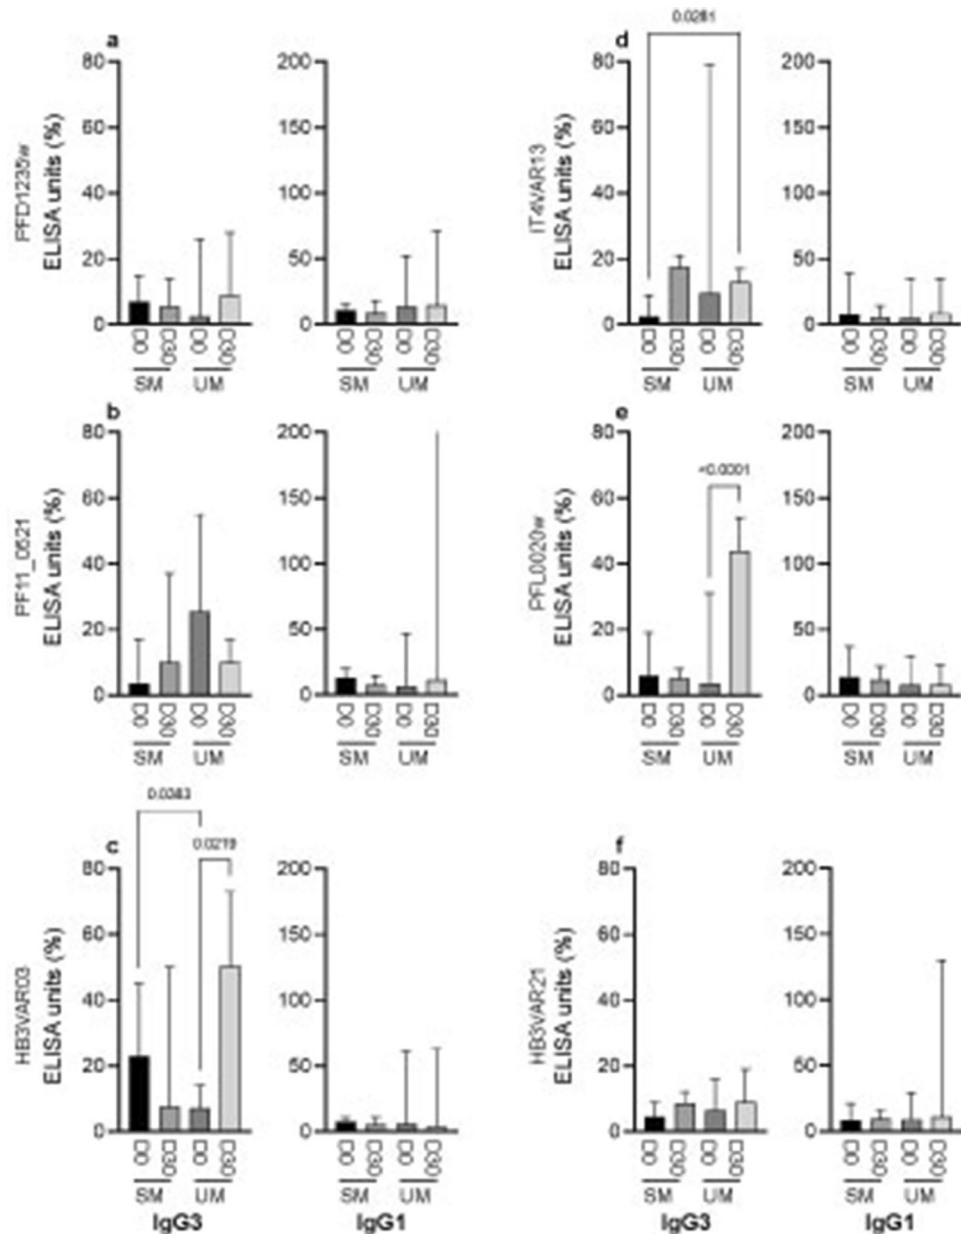 a
PFD1235w
ELISA units (%)
80
60
40
20
0
D0
D30
D0
D30
SM
UM
200
150
100
50
0
D0
D30
D0
D30
SM
UM
d
0.0281
IT4VAR13
ELISA units (%)
80
60
40
20
0
D0
D30
D0
D30
SM
UM
200
150
100
50
0
D0
D30
D0
D30
SM
UM
b
PF11_0521
ELISA units (%)
80
60
40
20
0
D0
D30
D0
D30
SM
UM
200
150
100
50
0
D0
D30
D0
D30
SM
UM
e
<0.0001
PFL0020w
ELISA units (%)
80
60
40
20
0
D0
D30
D0
D30
SM
UM
200
150
100
50
0
D0
D30
D0
D30
SM
UM
c
HB3VAR03
ELISA units (%)
80
60
40
20
0
D0
D30
D0
D30
SM
UM
IgG3
200
150
100
50
0
D0
D30
D0
D30
SM
UM
IgG1
f
HB3VAR21
ELISA units (%)
80
60
40
20
0
D0
D30
D0
D30
SM
UM
IgG3
200
150
100
50
0
D0
D30
D0
D30
SM
UM
IgG1